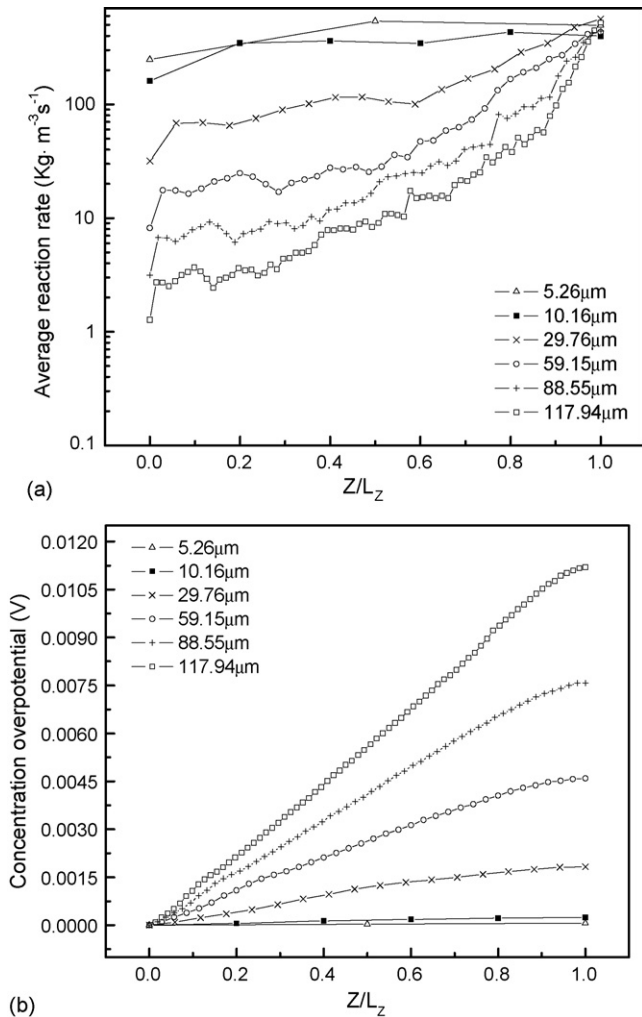 100
10
1
0.1
Average reaction rate (Kg· m⁻³s⁻¹)
0.0 0.2 0.4 0.6 0.8 1.0
Z/L_Z
5.26μm
10.16μm
29.76μm
59.15μm
88.55μm
117.94μm
(a)
0.0120
0.0105
0.0090
0.0075
0.0060
0.0045
0.0030
0.0015
0.0000
Concentration overpotential (V)
5.26μm
10.16μm
29.76μm
59.15μm
88.55μm
117.94μm
0.0 0.2 0.4 0.6 0.8 1.0
Z/L_Z
(b)